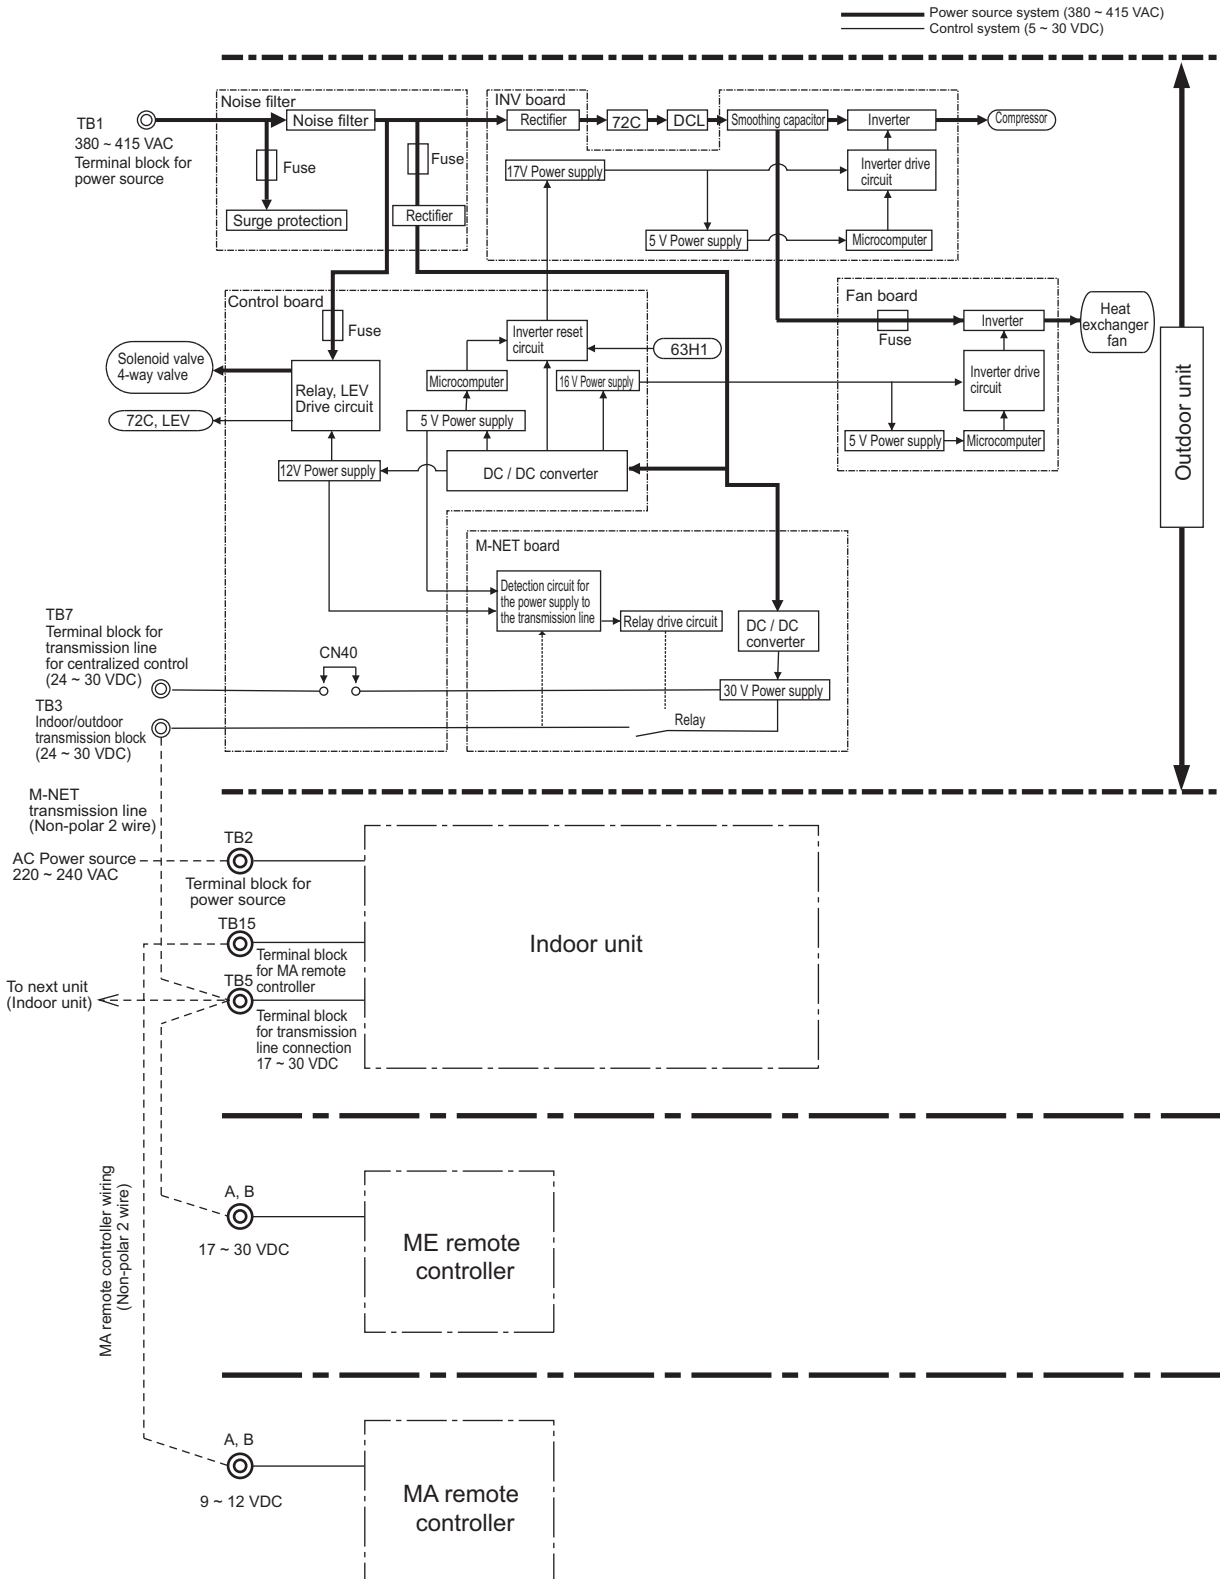 Power source system (380 ~ 415 VAC)
Control system (5 ~ 30 VDC)
Noise filter
INV board
TB1
380 ~ 415 VAC
Terminal block for
power source
Noise filter
Rectifier
72C
DCL
Smoothing capacitor
Inverter
Compressor
Fuse
Fuse
17V Power supply
Inverter drive
circuit
Surge protection
Rectifier
5 V Power supply
Microcomputer
Control board
Fan board
Fuse
Inverter reset
circuit
63H1
Fuse
Inverter
Heat
exchanger
fan
Solenoid valve
4-way valve
Relay, LEV
Drive circuit
Microcomputer
16 V Power supply
Inverter drive
circuit
72C, LEV
5 V Power supply
5 V Power supply
Microcomputer
12V Power supply
DC / DC converter
Outdoor unit
M-NET board
Detection circuit for
the power supply to
the transmission line
Relay drive circuit
DC / DC
converter
TB7
Terminal block for
transmission line
for centralized control
(24 ~ 30 VDC)
CN40
30 V Power supply
TB3
Indoor/outdoor
transmission block
(24 ~ 30 VDC)
Relay
M-NET
transmission line
(Non-polar 2 wire)
AC Power source
220 ~ 240 VAC
TB2
Terminal block for
power source
TB15
Terminal block
for MA remote
controller
Indoor unit
To next unit
(Indoor unit)
TB5
Terminal block
for transmission
line connection
17 ~ 30 VDC
MA remote controller wiring
(Non-polar 2 wire)
A, B
17 ~ 30 VDC
ME remote
controller
A, B
9 ~ 12 VDC
MA remote
controller